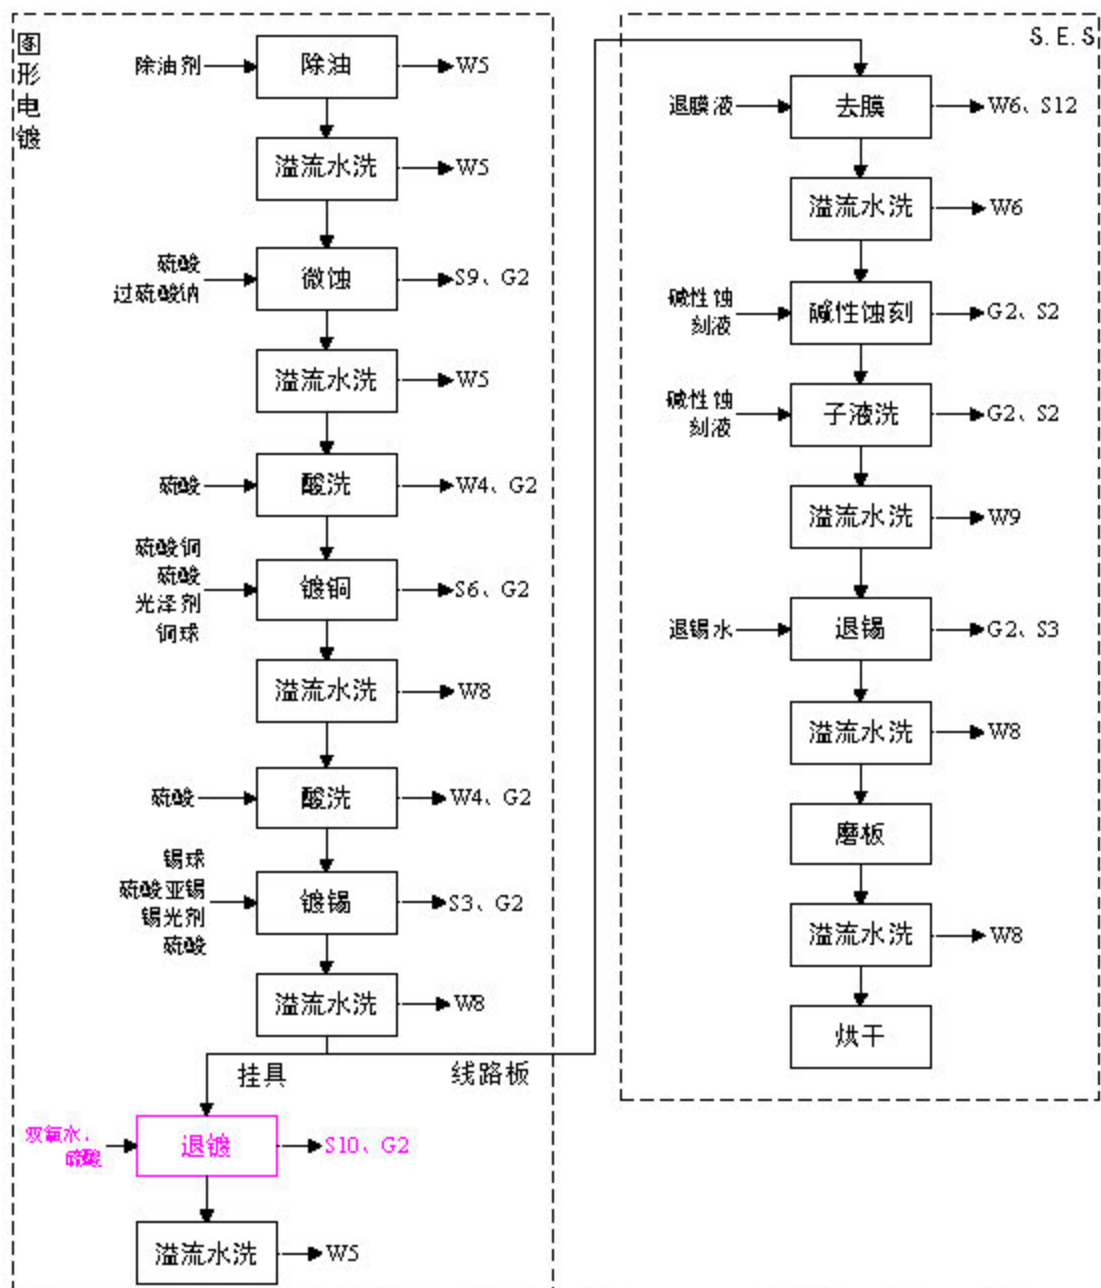 图
形
电
镀
除油剂
除油
W5
溢流水洗
W5
硫酸
过硫酸钠
微蚀
S9、G2
溢流水洗
W5
硫酸
酸洗
W4、G2
硫酸铜
硫酸
光泽剂
铜球
镀铜
S6、G2
溢流水洗
W8
硫酸
酸洗
W4、G2
锡球
硫酸亚锡
锡光剂
硫酸
镀锡
S3、G2
溢流水洗
W8
挂具
线路板
双氧水、
硫酸
退镀
S10、G2
溢流水洗
W5
S.E.S
退膜液
去膜
W6、S12
溢流水洗
W6
碱性蚀
刻液
碱性蚀刻
G2、S2
碱性蚀
刻液
子液洗
G2、S2
溢流水洗
W9
退锡水
退锡
G2、S3
溢流水洗
W8
磨板
溢流水洗
W8
烘干